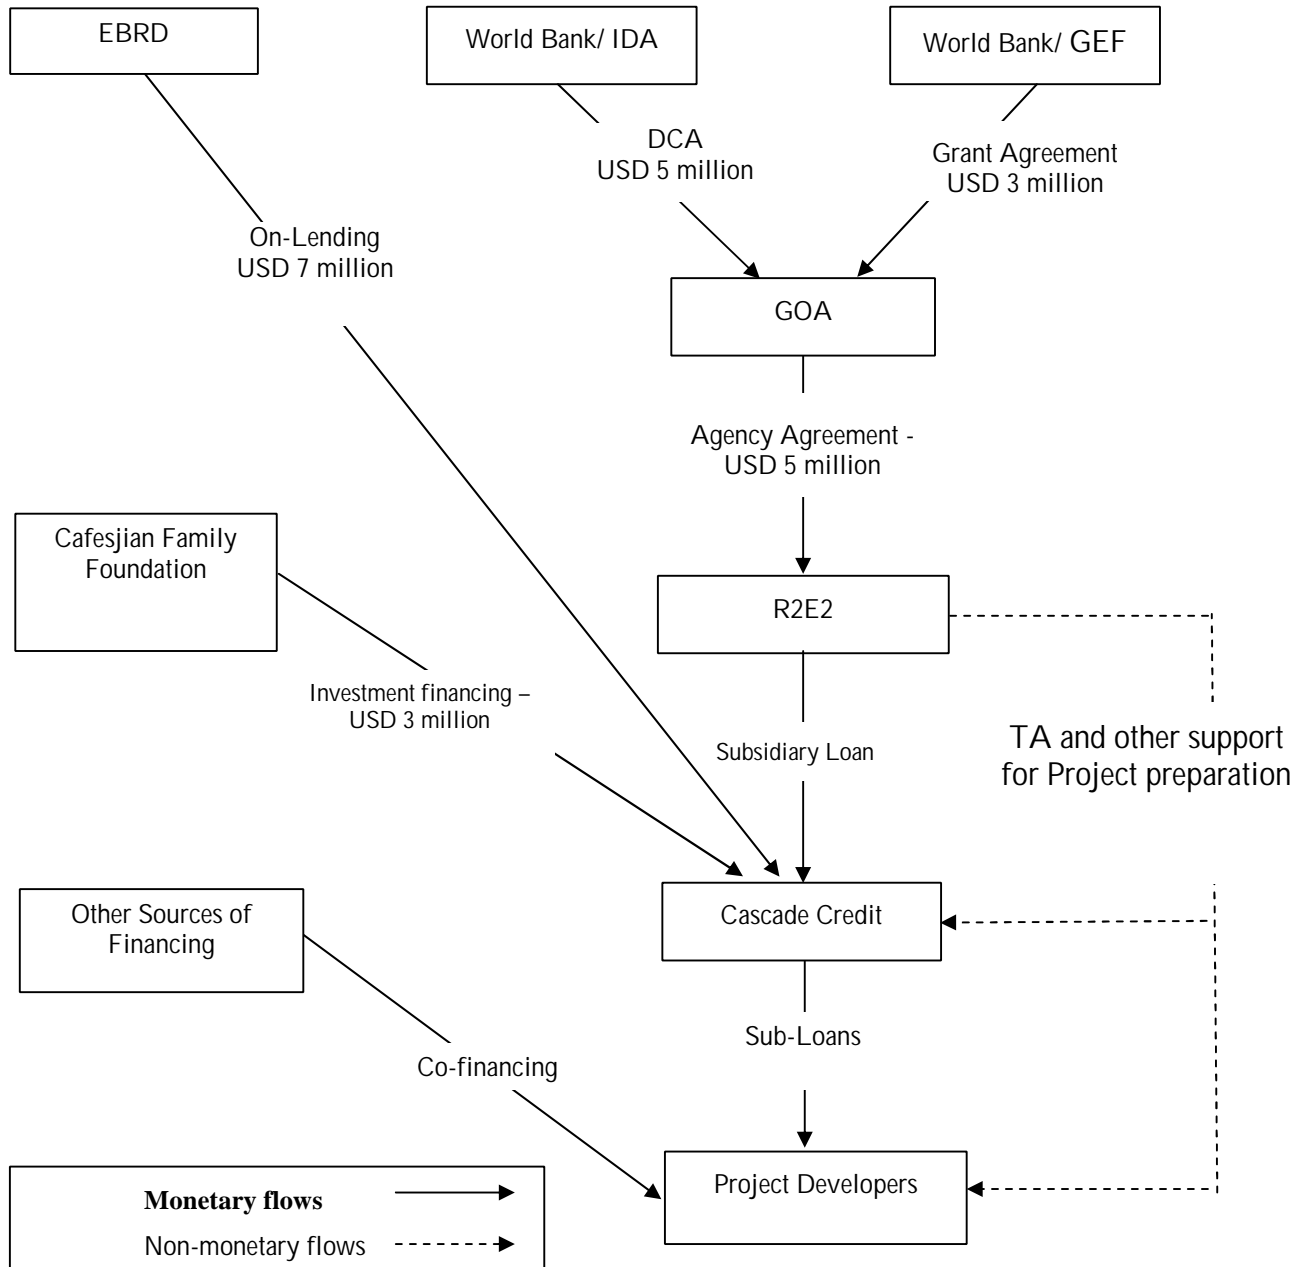 EBRD
World Bank/ IDA
World Bank/ GEF
DCA
USD 5 million
Grant Agreement
USD 3 million
On-Lending
USD 7 million
GOA
Agency Agreement -
USD 5 million
Cafesjian Family
Foundation
R2E2
Investment financing –
USD 3 million
Subsidiary Loan
TA and other support
for Project preparation
Other Sources of
Financing
Cascade Credit
Sub-Loans
Co-financing
Project Developers
Monetary flows
Non-monetary flows